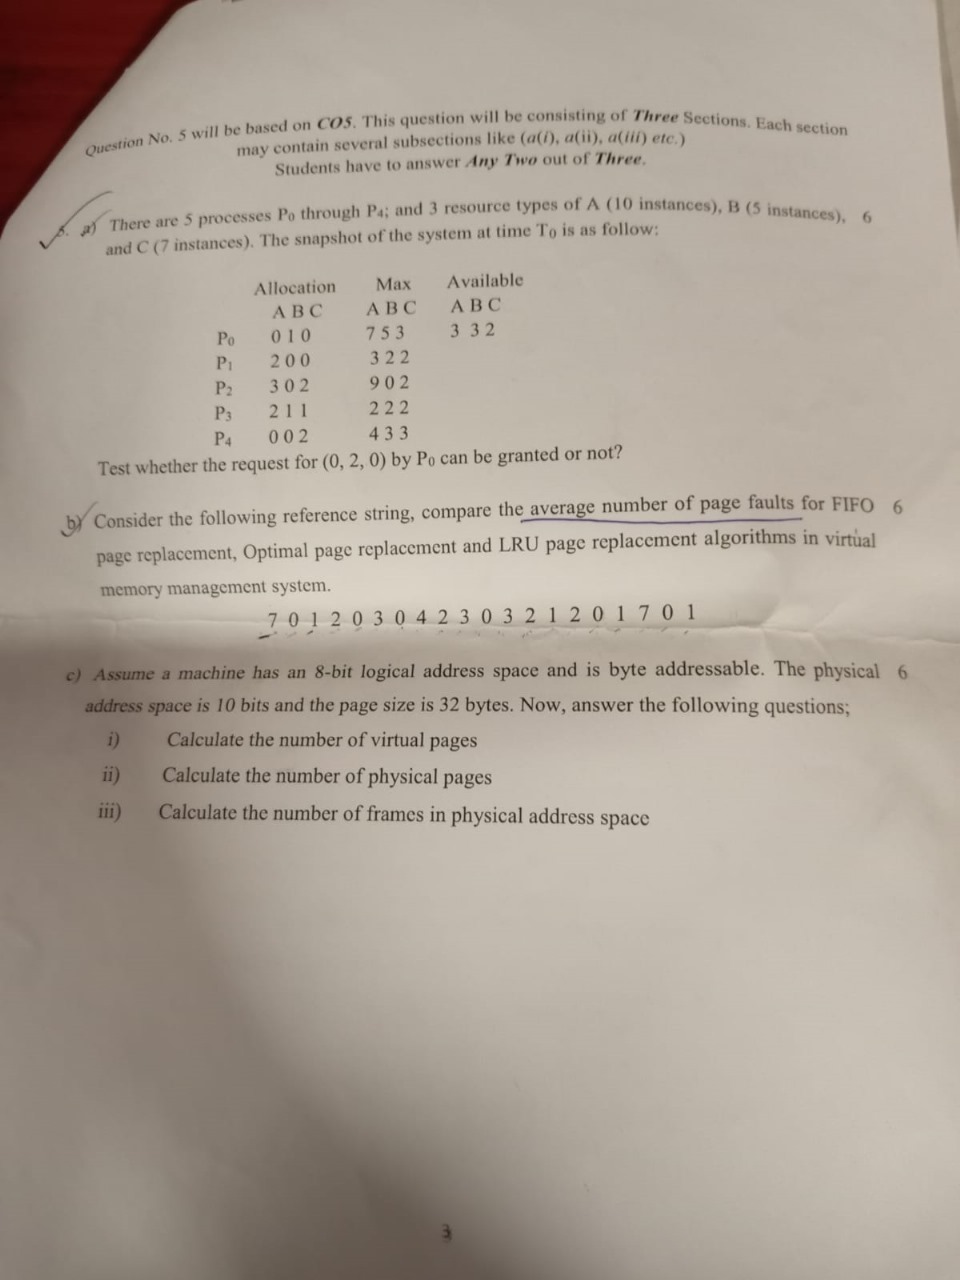 Question No. 5 will be based on CO5. This question will be consisting of Three Sections. Each section
may contain several subsections like (a(i), a(ii), a(iii) etc.)
Students have to answer Any Two out of Three.
5. a) There are 5 processes P0 through P4; and 3 resource types of A (10 instances), B (5 instances), 6
and C (7 instances). The snapshot of the system at time T0 is as follow:
Allocation Max Available
A B C A B C A B C
P0 0 1 0 7 5 3 3 3 2
P1 2 0 0 3 2 2
P2 3 0 2 9 0 2
P3 2 1 1 2 2 2
P4 0 0 2 4 3 3
Test whether the request for (0, 2, 0) by P0 can be granted or not?
b) Consider the following reference string, compare the average number of page faults for FIFO 6
page replacement, Optimal page replacement and LRU page replacement algorithms in virtual
memory management system.
7 0 1 2 0 3 0 4 2 3 0 3 2 1 2 0 1 7 0 1
c) Assume a machine has an 8-bit logical address space and is byte addressable. The physical 6
address space is 10 bits and the page size is 32 bytes. Now, answer the following questions;
i) Calculate the number of virtual pages
ii) Calculate the number of physical pages
iii) Calculate the number of frames in physical address space
3